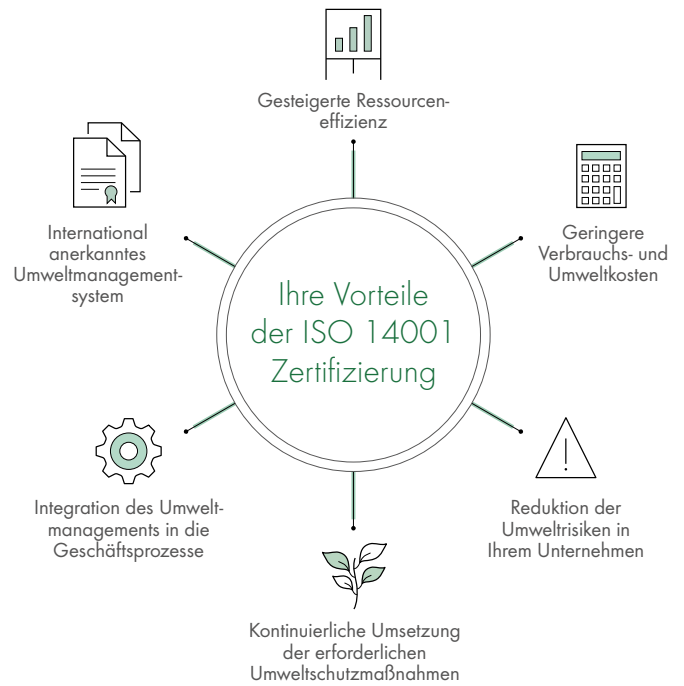 Gesteigerte Ressourcen-
effizienz
International
anerkanntes
Umweltmanagement-
system
Geringere
Verbrauchs- und
Umweltkosten
Ihre Vorteile
der ISO 14001
Zertifizierung
Integration des Umwelt-
managements in die
Geschäftsprozesse
Reduktion der
Umweltrisiken in
Ihrem Unternehmen
Kontinuierliche Umsetzung
der erforderlichen
Umweltschutzmaßnahmen